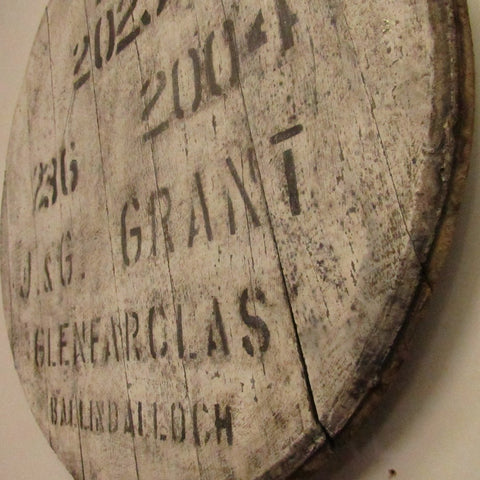 2004
236
J.&G. GRANT
GLENFARCLAS
BALLINDALLOCH